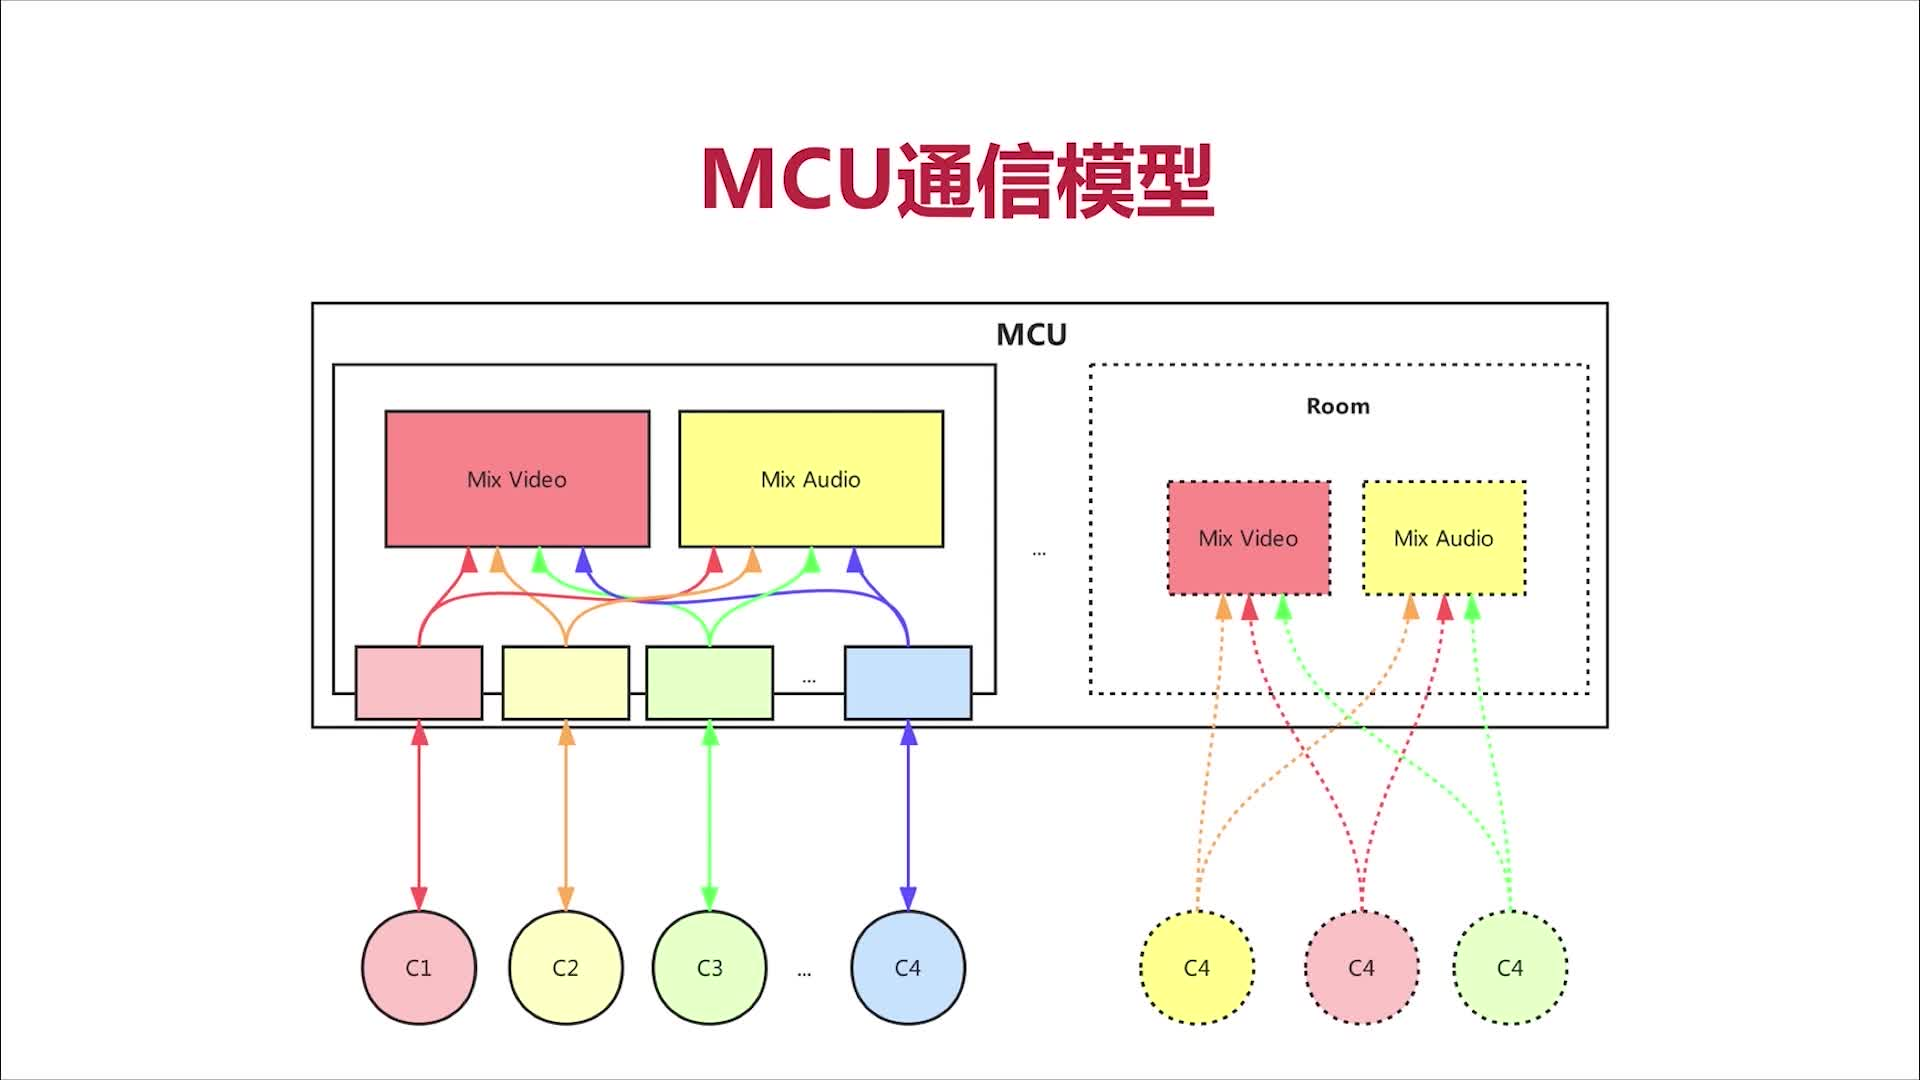 MCU通信模型
MCU
Room
Mix Video
Mix Audio
...
Mix Video
Mix Audio
...
C1
C2
C3
...
C4
C4
C4
C4